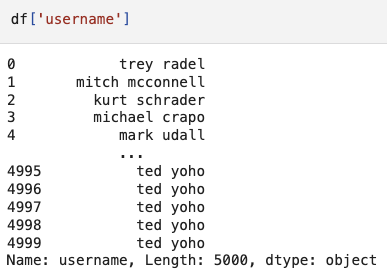 df['username']
0 trey radel
1 mitch mcconnell
2 kurt schrader
3 michael crapo
4 mark udall
...
4995 ted yoho
4996 ted yoho
4997 ted yoho
4998 ted yoho
4999 ted yoho
Name: username, Length: 5000, dtype: object